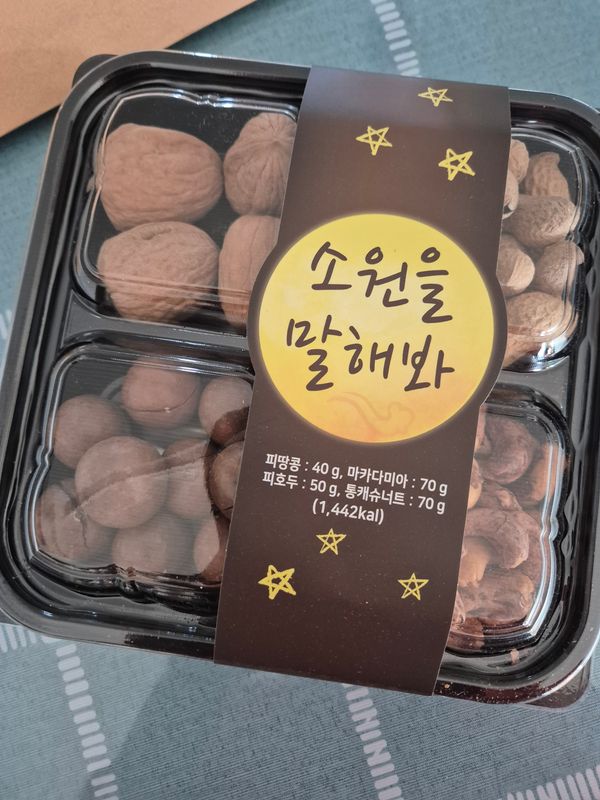 소원을
말해봐
피땅콩 : 40 g, 마카다미아 : 70 g
피호두 : 50 g, 통캐슈너트 : 70 g
(1,442kal)